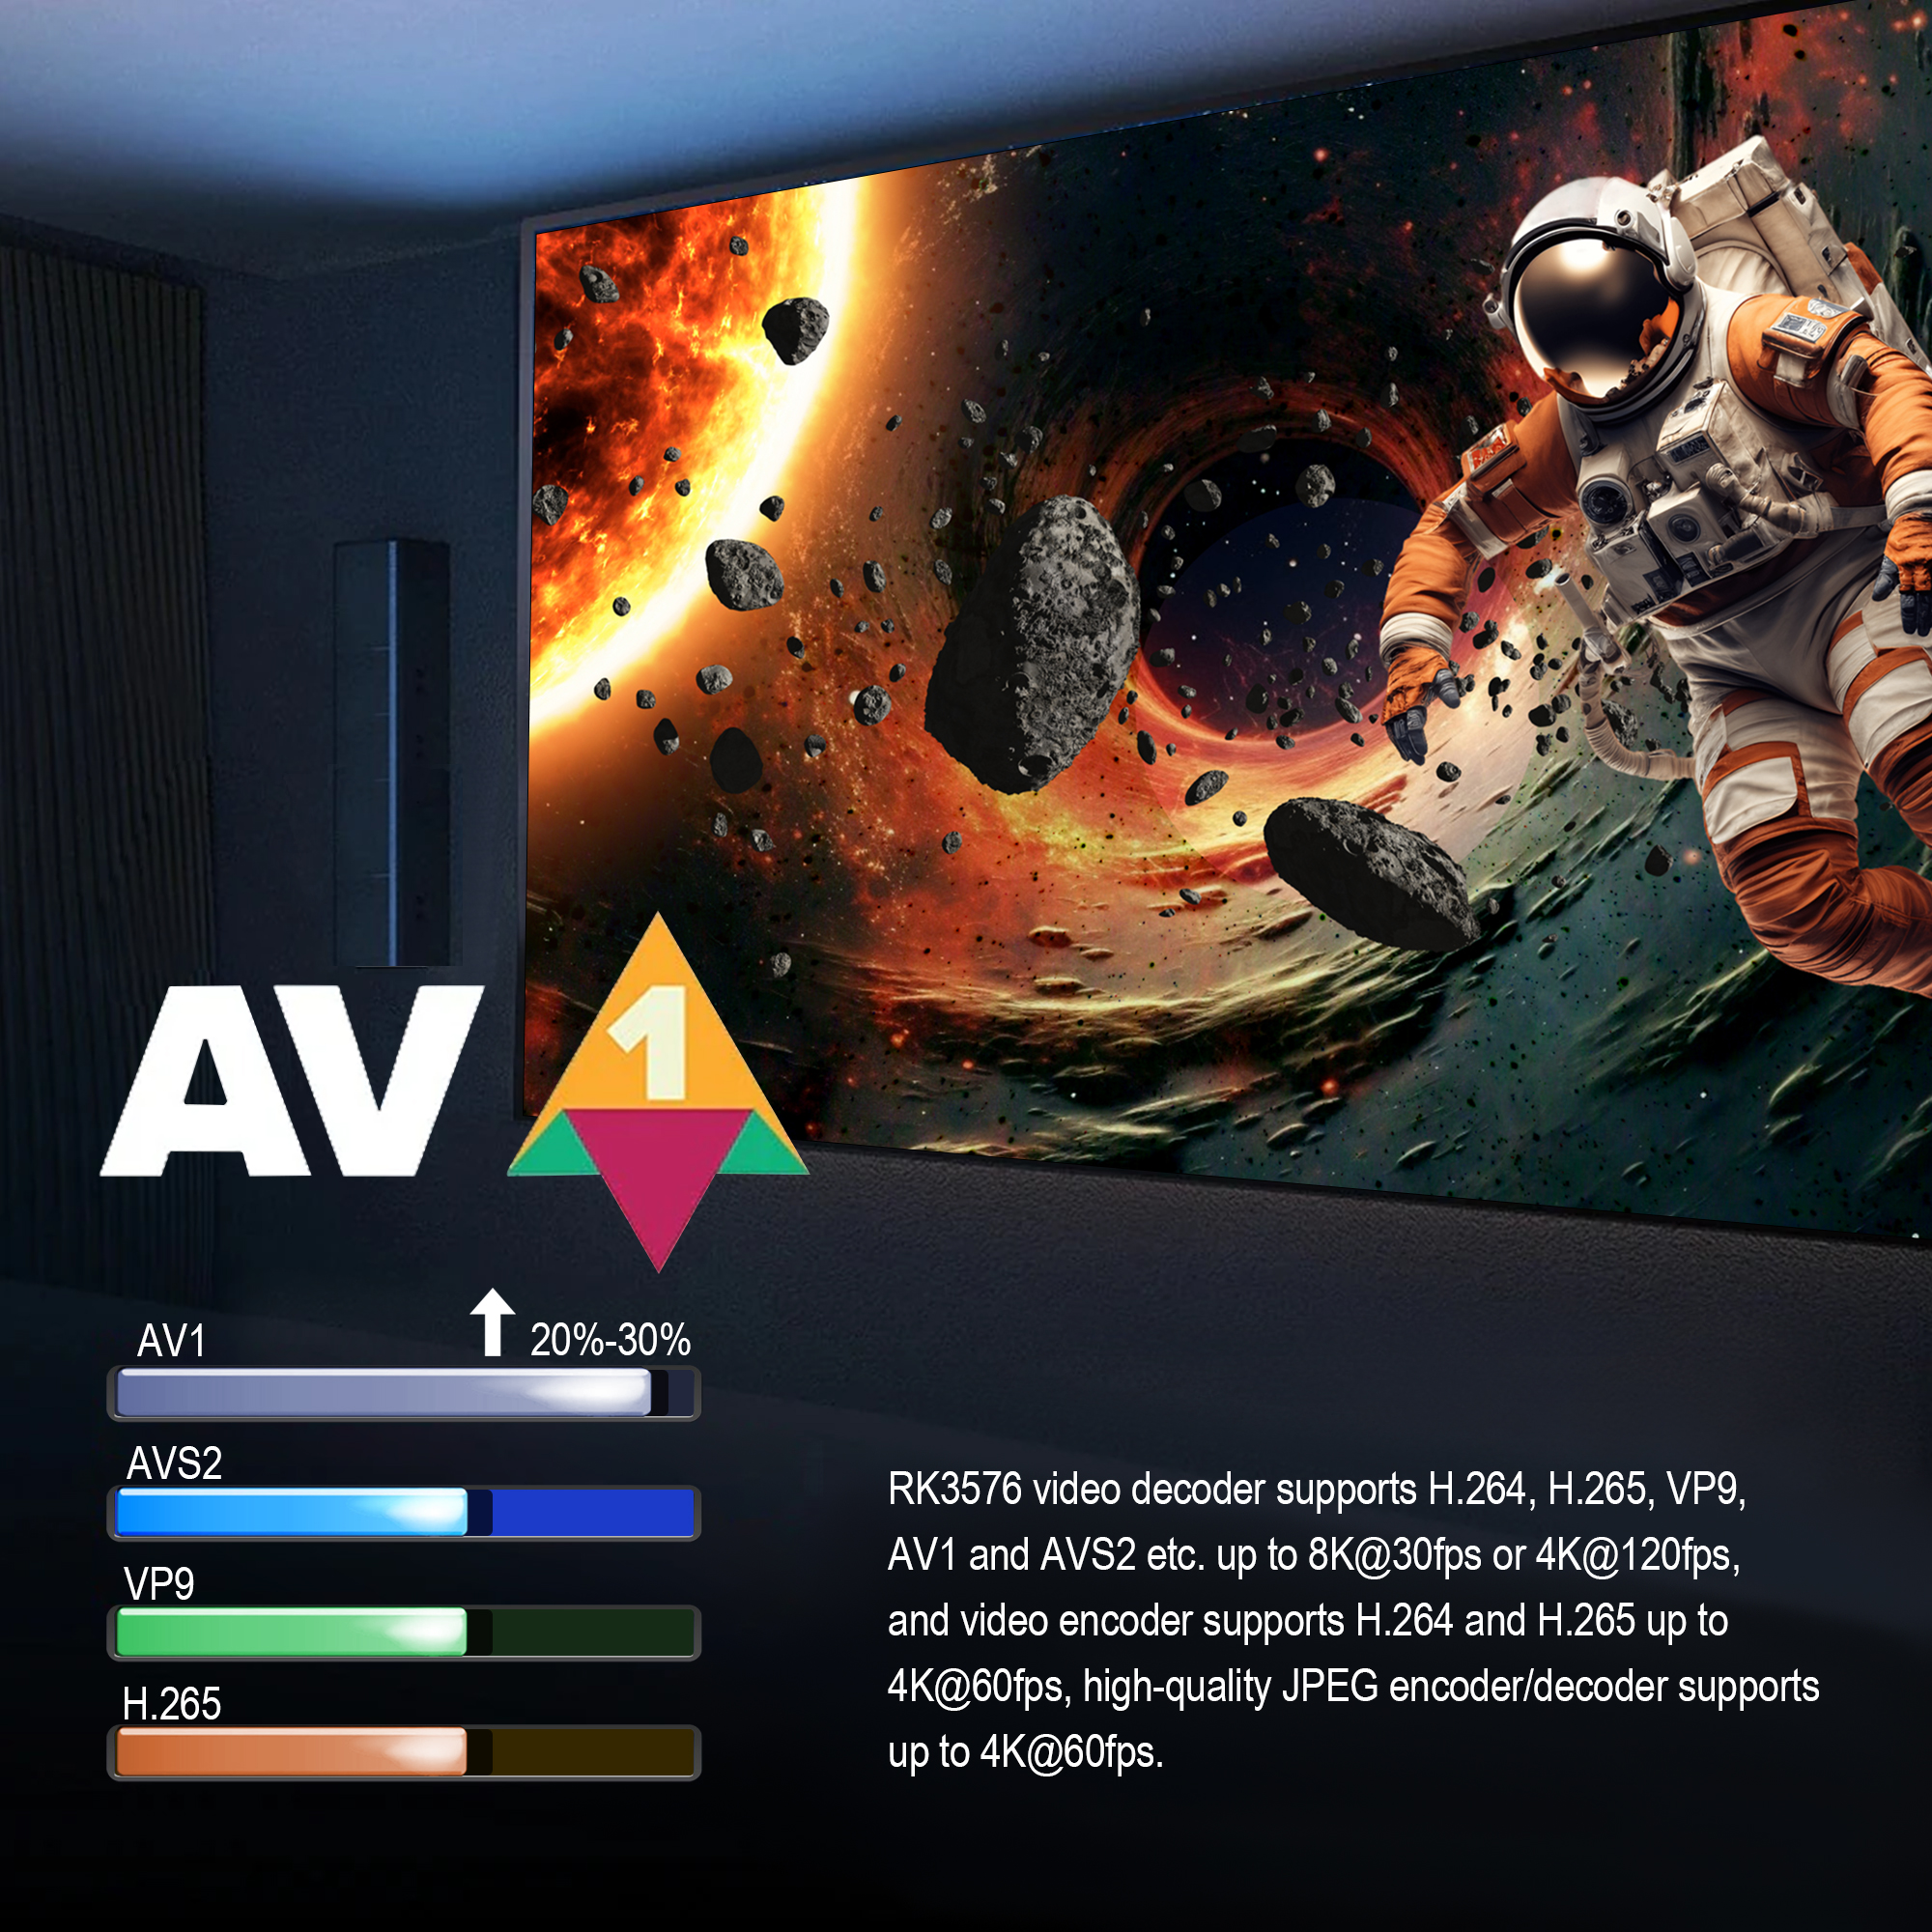 AV1
AV1
20%-30%
AVS2
VP9
H.265
RK3576 video decoder supports H.264, H.265, VP9,
AV1 and AVS2 etc. up to 8K@30fps or 4K@120fps,
and video encoder supports H.264 and H.265 up to
4K@60fps, high-quality JPEG encoder/decoder supports
up to 4K@60fps.